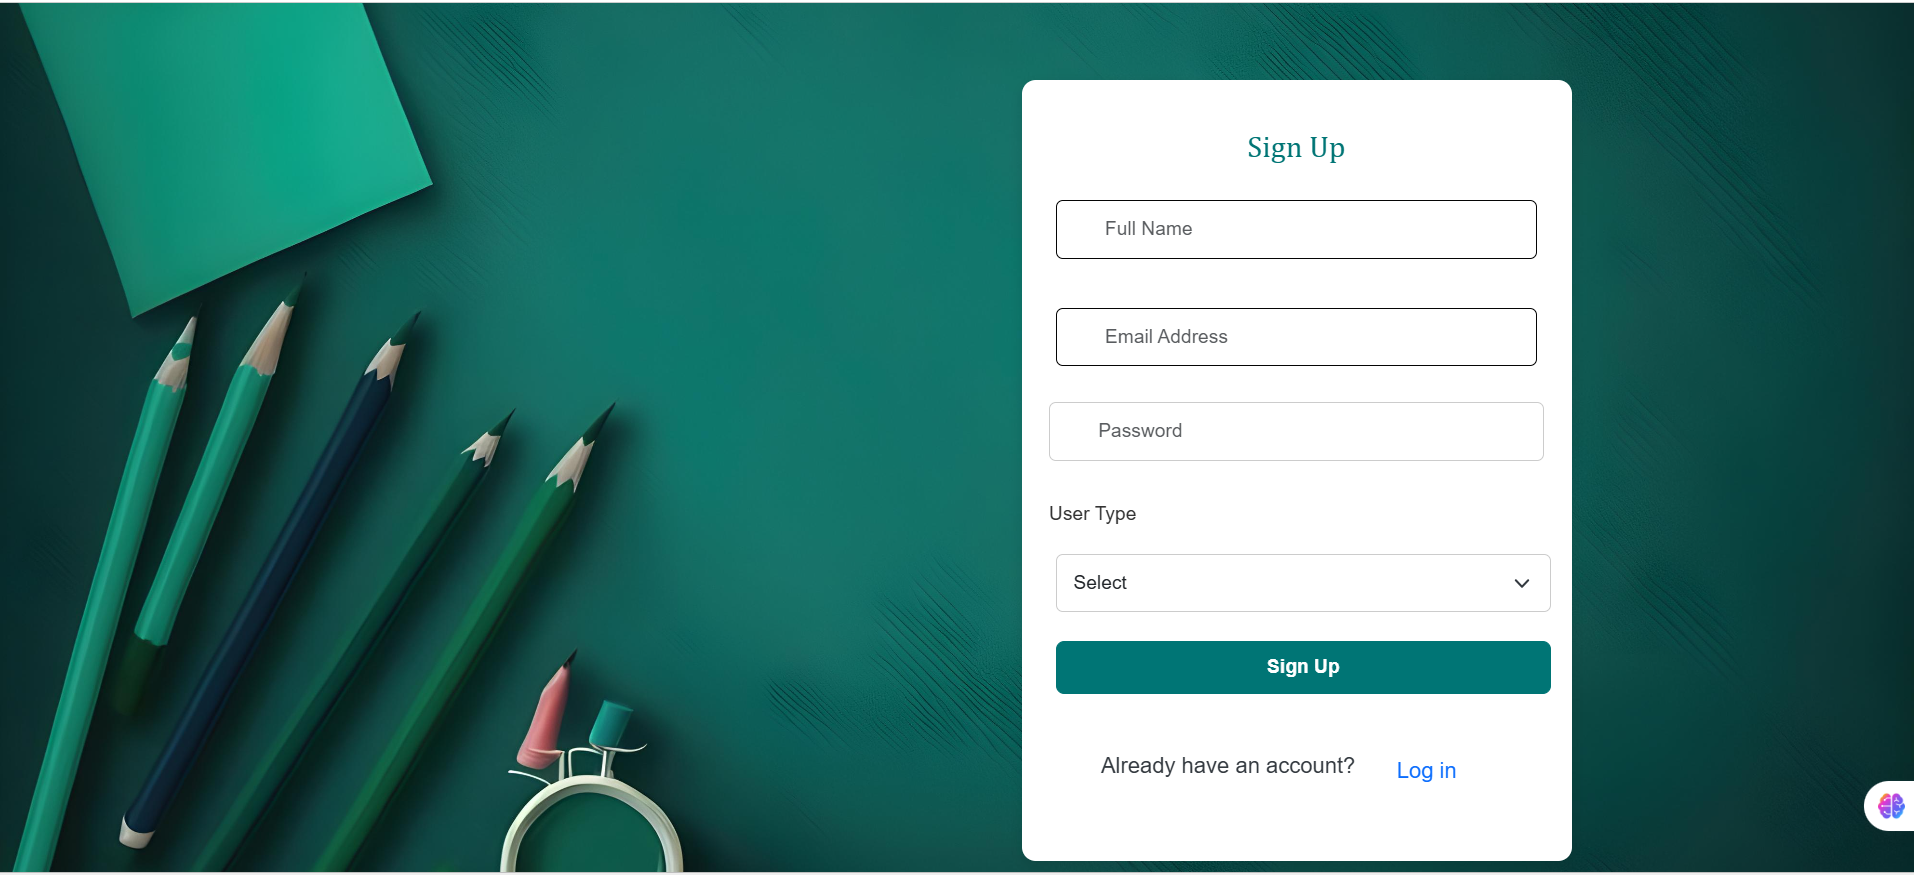 Sign Up
Full Name
Email Address
Password
User Type
Select
Sign Up
Already have an account? Log in